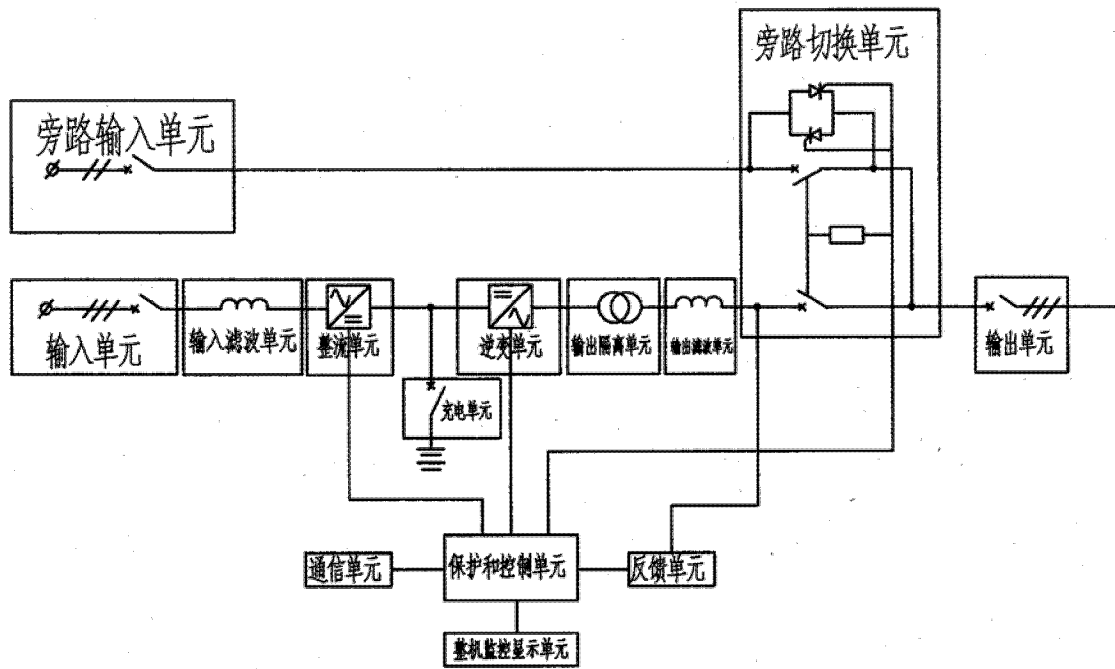 旁路切换单元
旁路输入单元
输入单元
输入滤波单元
整流单元
逆变单元
输出隔离单元
输出滤波单元
输出单元
充电单元
通信单元
保护和控制单元
反馈单元
整机监控显示单元